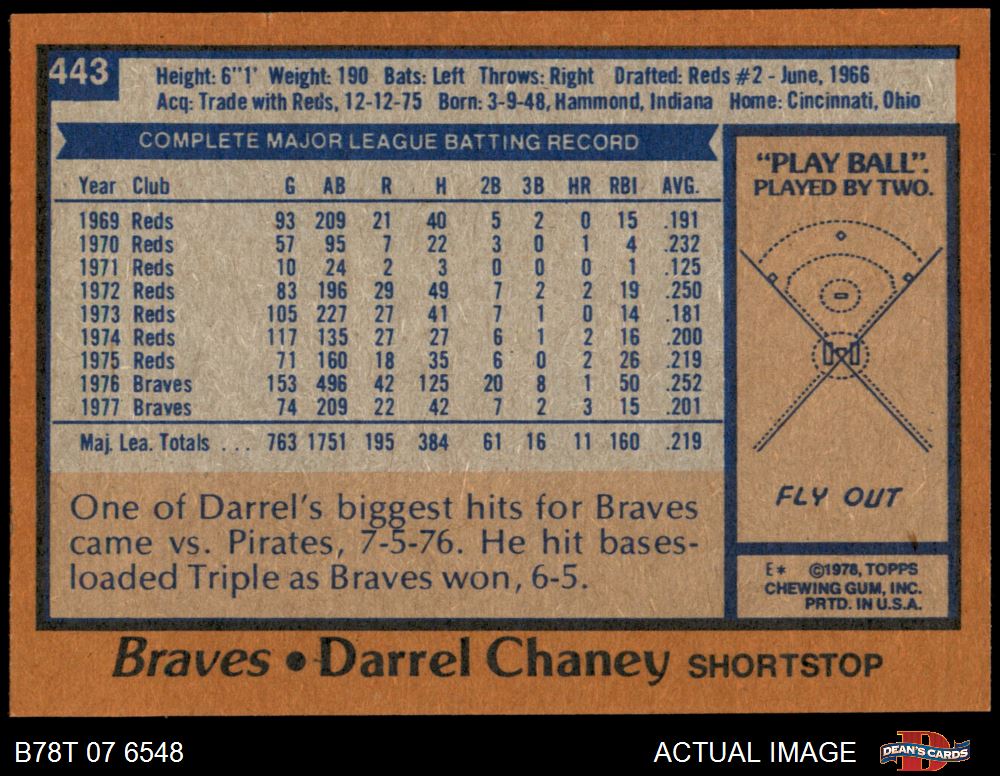 443
Height: 6"1' Weight: 190 Bats: Left Throws: Right Drafted: Reds #2 - June, 1966
Acq: Trade with Reds, 12-12-75 Born: 3-9-48, Hammond, Indiana Home: Cincinnati, Ohio
COMPLETE MAJOR LEAGUE BATTING RECORD
Year Club G AB R H 2B 3B HR RBI AVG.
1969 Reds 93 209 21 40 5 2 0 15 .191
1970 Reds 57 95 7 22 3 0 1 4 .232
1971 Reds 10 24 2 3 0 0 0 1 .125
1972 Reds 83 196 29 49 7 2 2 19 .250
1973 Reds 105 227 27 41 7 1 0 14 .181
1974 Reds 117 135 27 27 6 1 2 16 .200
1975 Reds 71 160 18 35 6 0 2 26 .219
1976 Braves 153 496 42 125 20 8 1 50 .252
1977 Braves 74 209 22 42 7 2 3 15 .201
Maj. Lea. Totals . . . 763 1751 195 384 61 16 11 160 .219
One of Darrel's biggest hits for Braves
came vs. Pirates, 7-5-76. He hit bases-
loaded Triple as Braves won, 6-5.
"PLAY BALL".
PLAYED BY TWO.
FLY OUT
E* ©1978, TOPPS
CHEWING GUM, INC.
PRTD. IN U.S.A.
Braves • Darrel Chaney SHORTSTOP
B78T 07 6548 ACTUAL IMAGE
D
DEAN'S CARDS